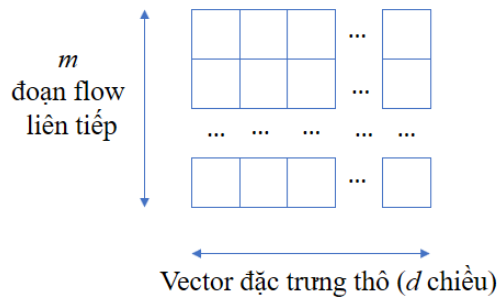 ...
m
đoạn flow
liên tiếp
...
... ... ... ... ...
...
Vector đặc trưng thô (d chiều)